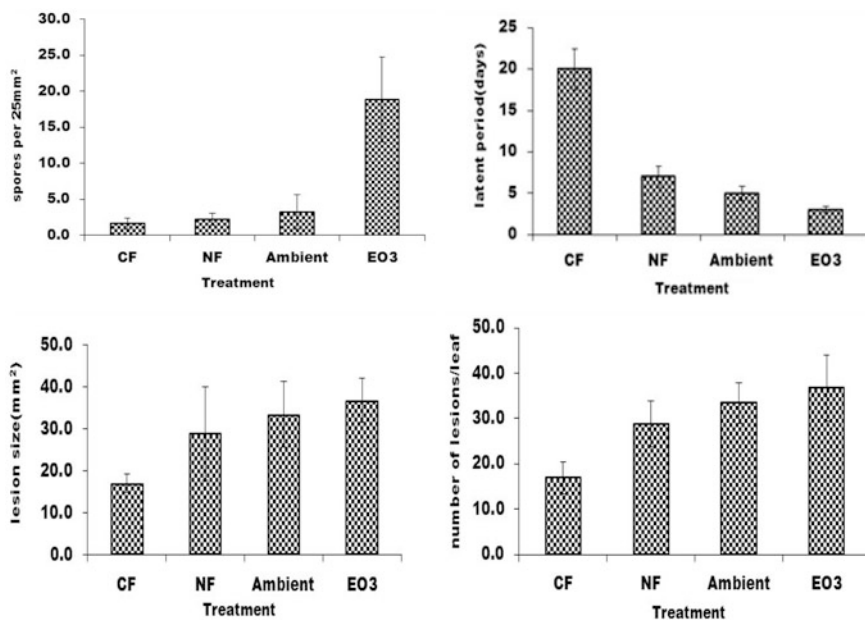 spores per 25mm²
30.0
25.0
20.0
15.0
10.0
5.0
0.0
CF NF Ambient EO3
Treatment
latent period(days)
25
20
15
10
5
0
CF NF Ambient EO3
Treatment
lesion size(mm²)
50.0
40.0
30.0
20.0
10.0
0.0
CF NF Ambient EO3
Treatment
number of lesions/leaf
50.0
40.0
30.0
20.0
10.0
0.0
CF NF Ambient EO3
Treatment